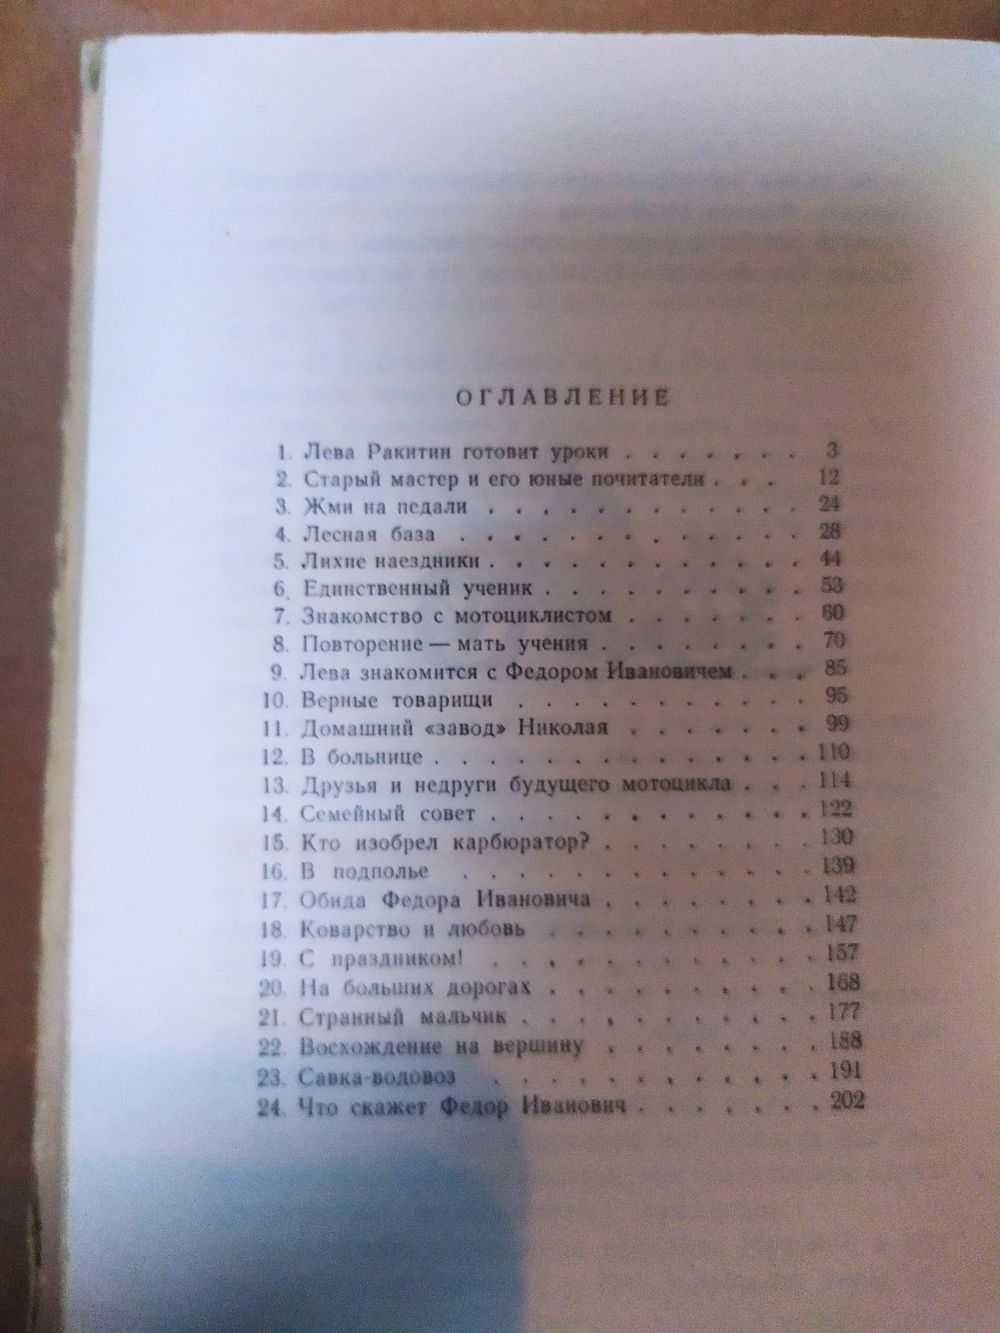 ОГЛАВЛЕНИЕ
1. Лева Ракитин готовит уроки . . . . . . . 3
2. Старый мастер и его юные почитатели . . . 12
3. Жми на педали . . . . . . . . . . . . 24
4. Лесная база . . . . . . . . . . . . . 28
5. Лихие наездники . . . . . . . . . . . . 44
6. Единственный ученик . . . . . . . . . . 53
7. Знакомство с мотоциклистом . . . . . . . 60
8. Повторение — мать учения . . . . . . . . 70
9. Лева знакомится с Федором Ивановичем . . . 85
10. Верные товарищи . . . . . . . . . . . 95
11. Домашний «завод» Николая . . . . . . . 99
12. В больнице . . . . . . . . . . . . . . 110
13. Друзья и недруги будущего мотоцикла . . . 114
14. Семейный совет . . . . . . . . . . . . 122
15. Кто изобрел карбюратор? . . . . . . . . 130
16. В подполье . . . . . . . . . . . . . 139
17. Обида Федора Ивановича . . . . . . . . 142
18. Коварство и любовь . . . . . . . . . . 147
19. С праздником! . . . . . . . . . . . . 157
20. На больших дорогах . . . . . . . . . . 168
21. Странный мальчик . . . . . . . . . . . 177
22. Восхождение на вершину . . . . . . . . 188
23. Савка-водовоз . . . . . . . . . . . . 191
24. Что скажет Федор Иванович . . . . . . . 202